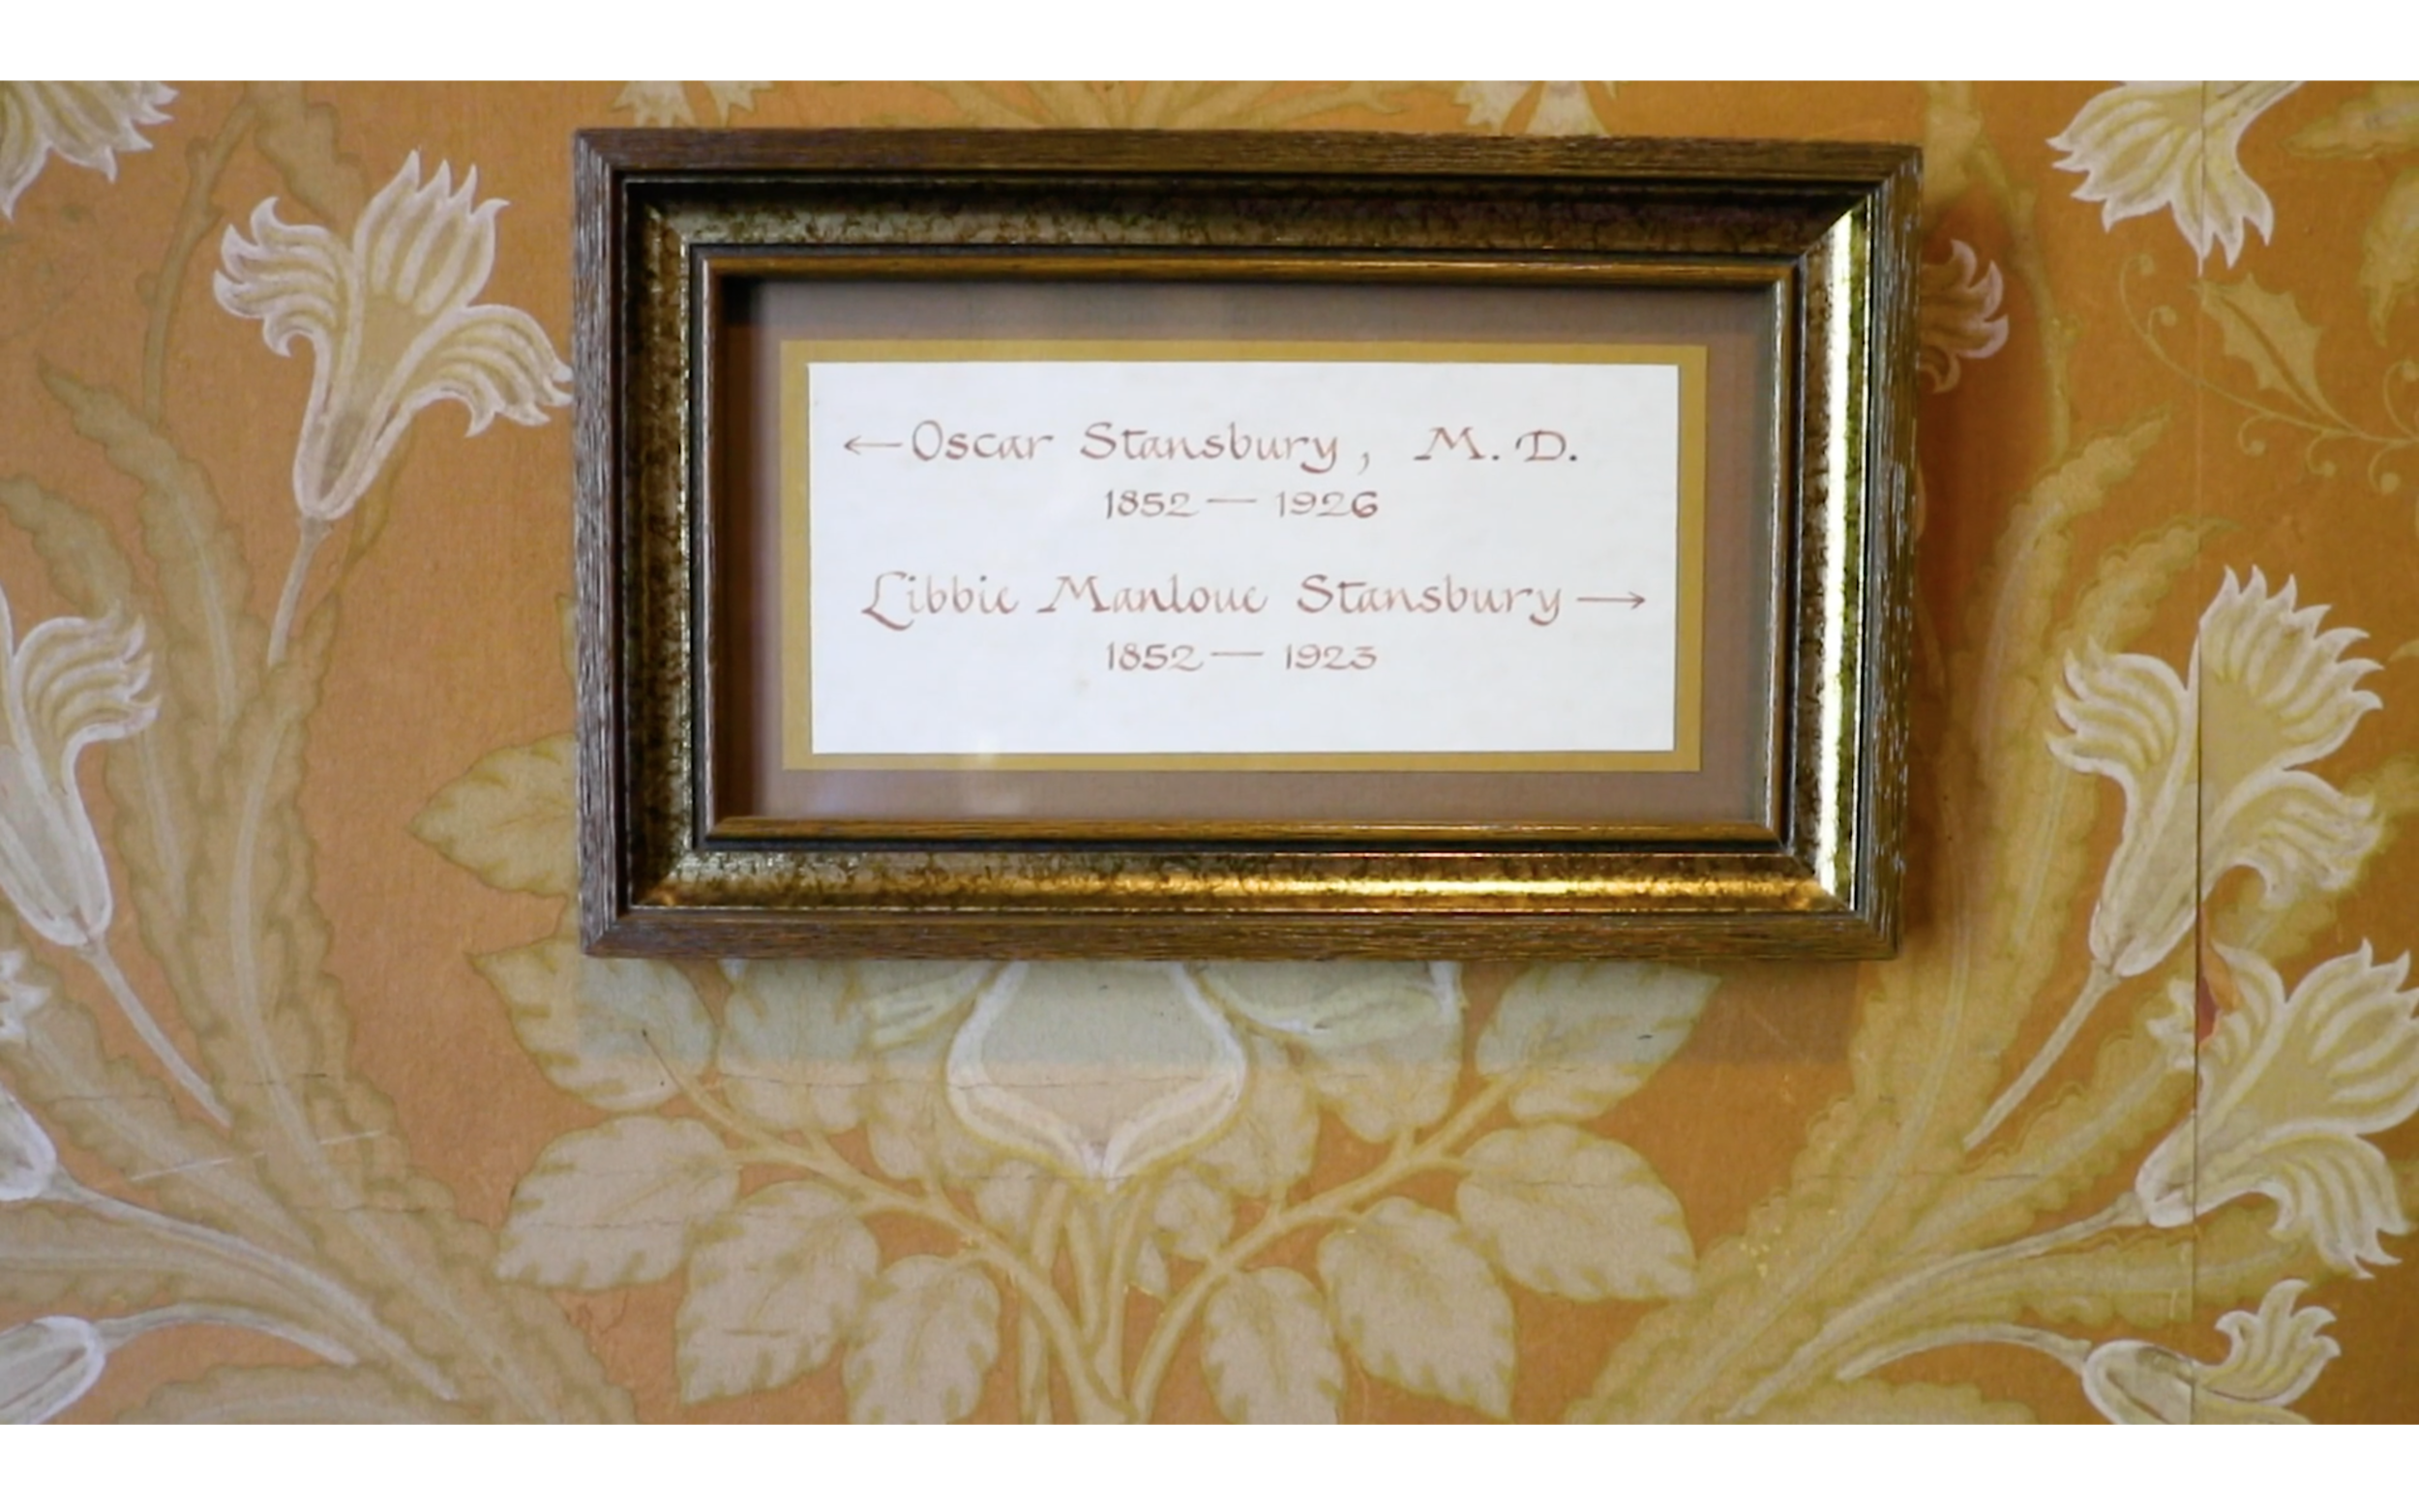 ←Oscar Stansbury, M.D.
1852 — 1926
Libbie Manlove Stansbury→
1852 — 1923